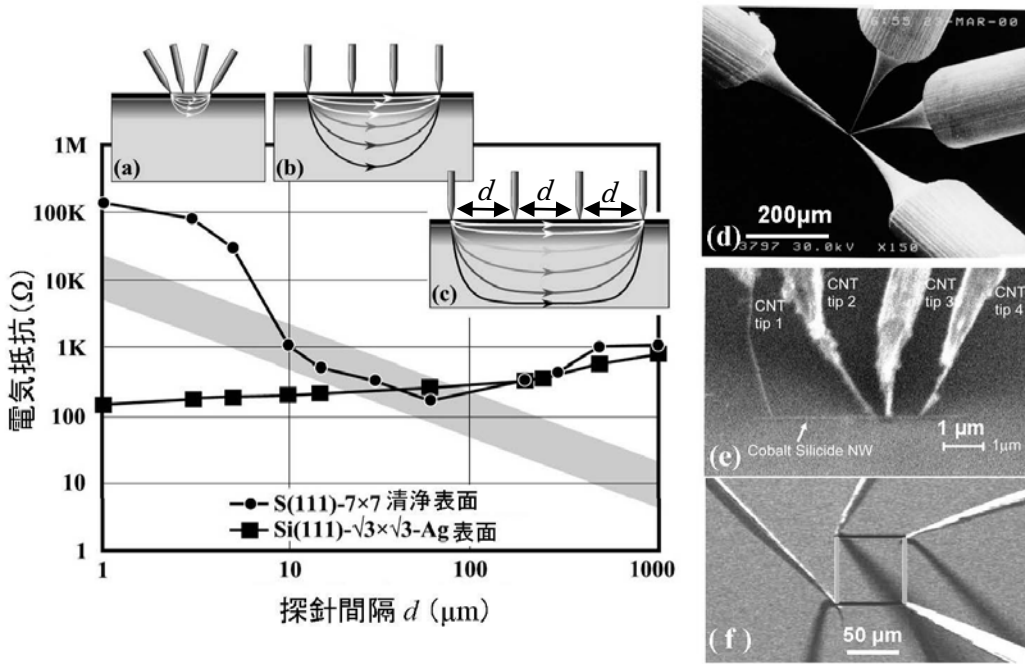 (a)
(b)
d d d
(c)
1M
100K
10K
1K
100
10
1
電気抵抗(Ω)
S(111)-7×7 清浄表面
Si(111)-√3×√3-Ag 表面
1 10 100 1000
探針間隔 d (μm)
6:55 23-MAR-00
200μm
(d)
3797 30.0kV X150
CNT tip 1
CNT tip 2
CNT tip 3
CNT tip 4
1 μm
1μm
Cobalt Silicide NW
(e)
(f)
50 μm